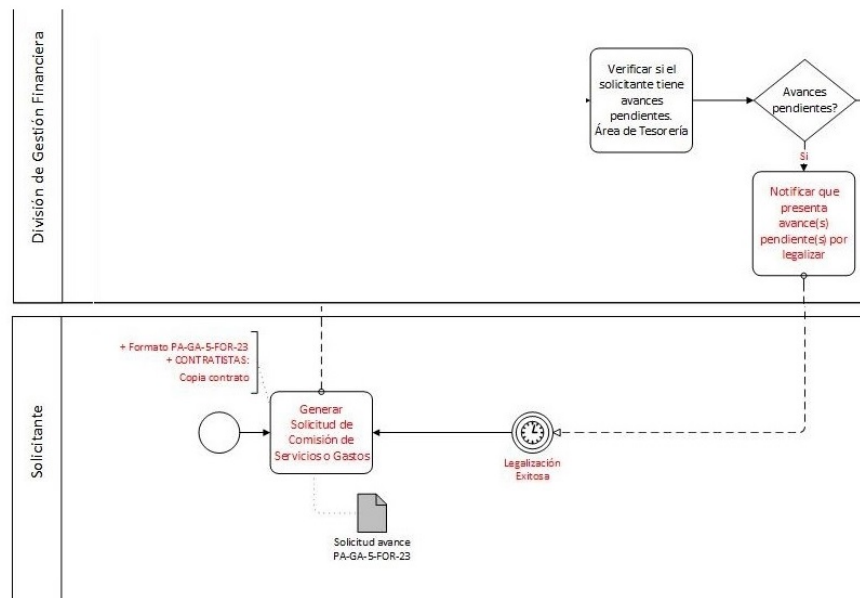 División de Gestión Financiera
Verificar si el
solicitante tiene
avances
pendientes.
Área de Tesorería
Avances
pendientes?
Si
Notificar que
presenta
avance(s)
pendiente(s) por
legalizar
Solicitante
+ Formato PA-GA-5-FOR-23
+ CONTRATISTAS:
Copia contrato
Generar
Solicitud de
Comisión de
Servicios o Gastos
Legalización
Exitosa
Solicitud avance
PA-GA-5-FOR-23